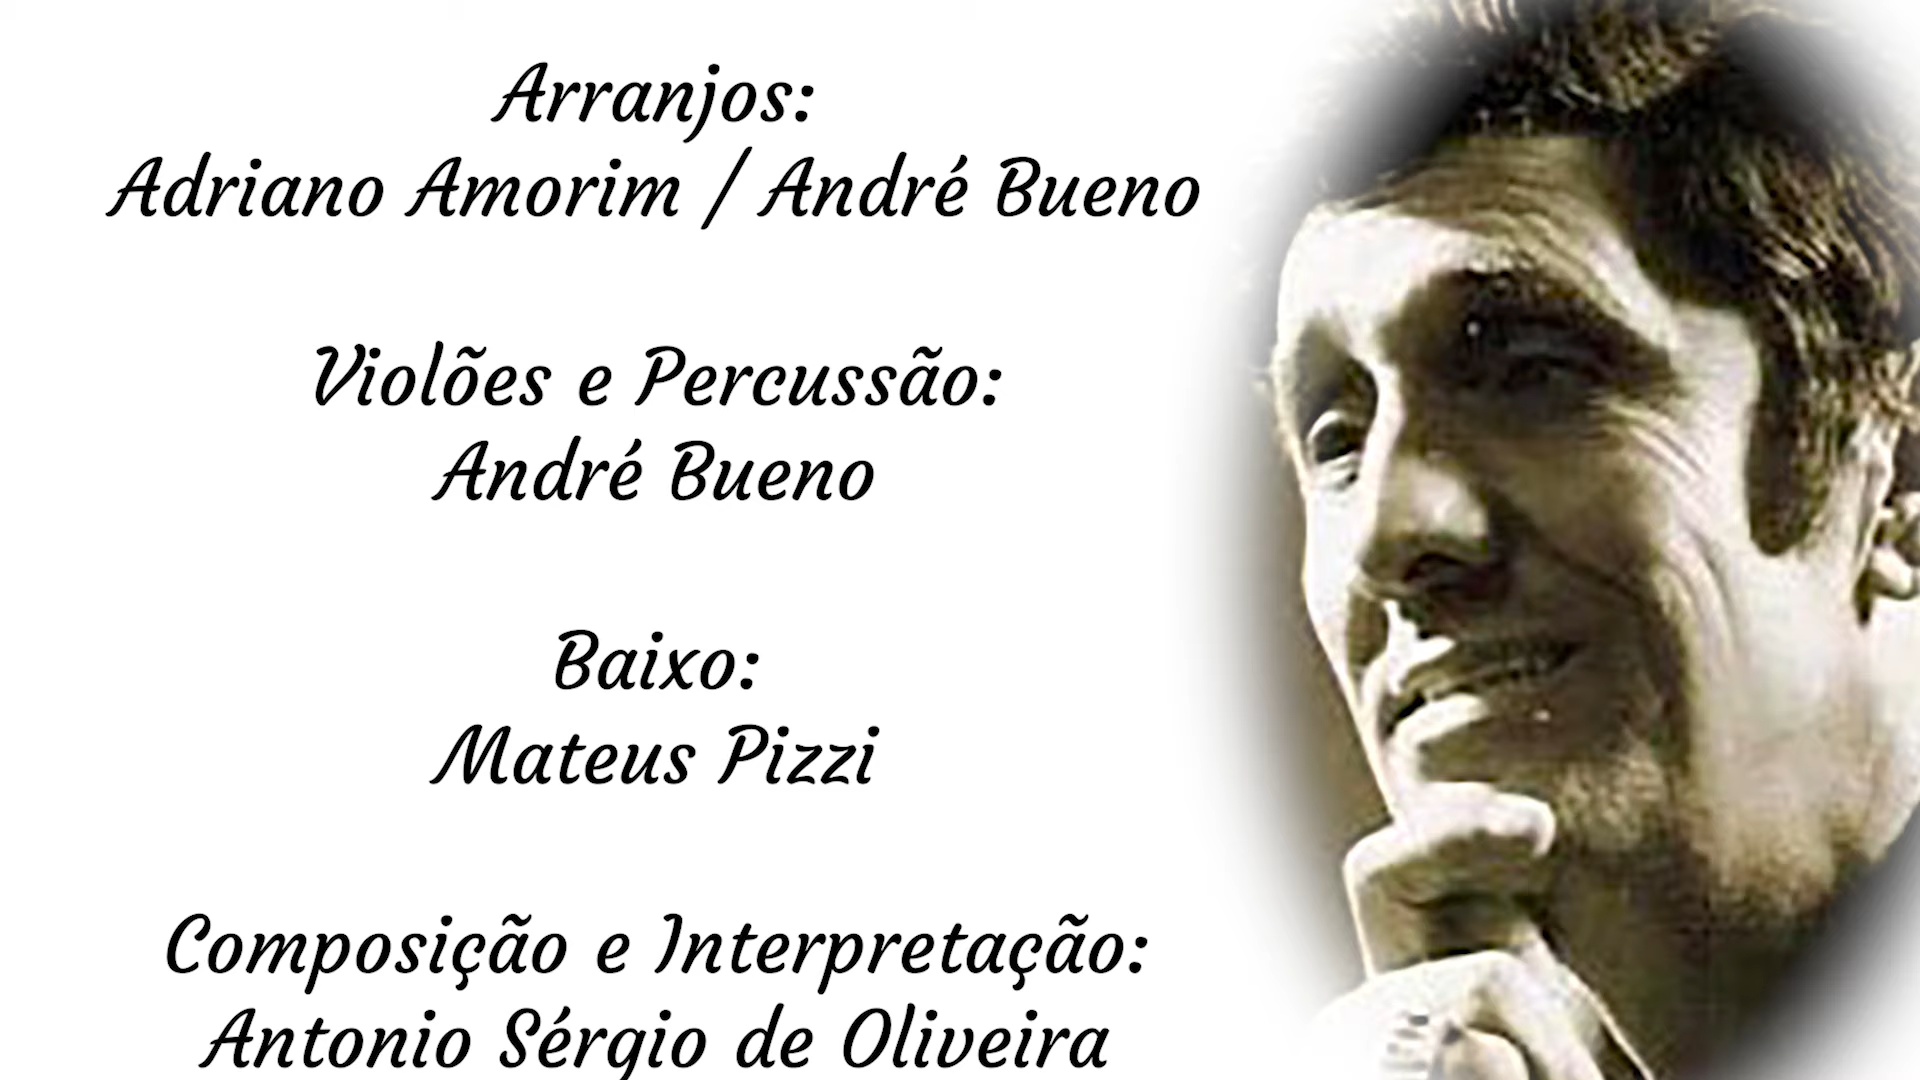 Arranjos:
Adriano Amorim / André Bueno
Violões e Percussão:
André Bueno
Baixo:
Mateus Pizzi
Composição e Interpretação:
Antonio Sérgio de Oliveira